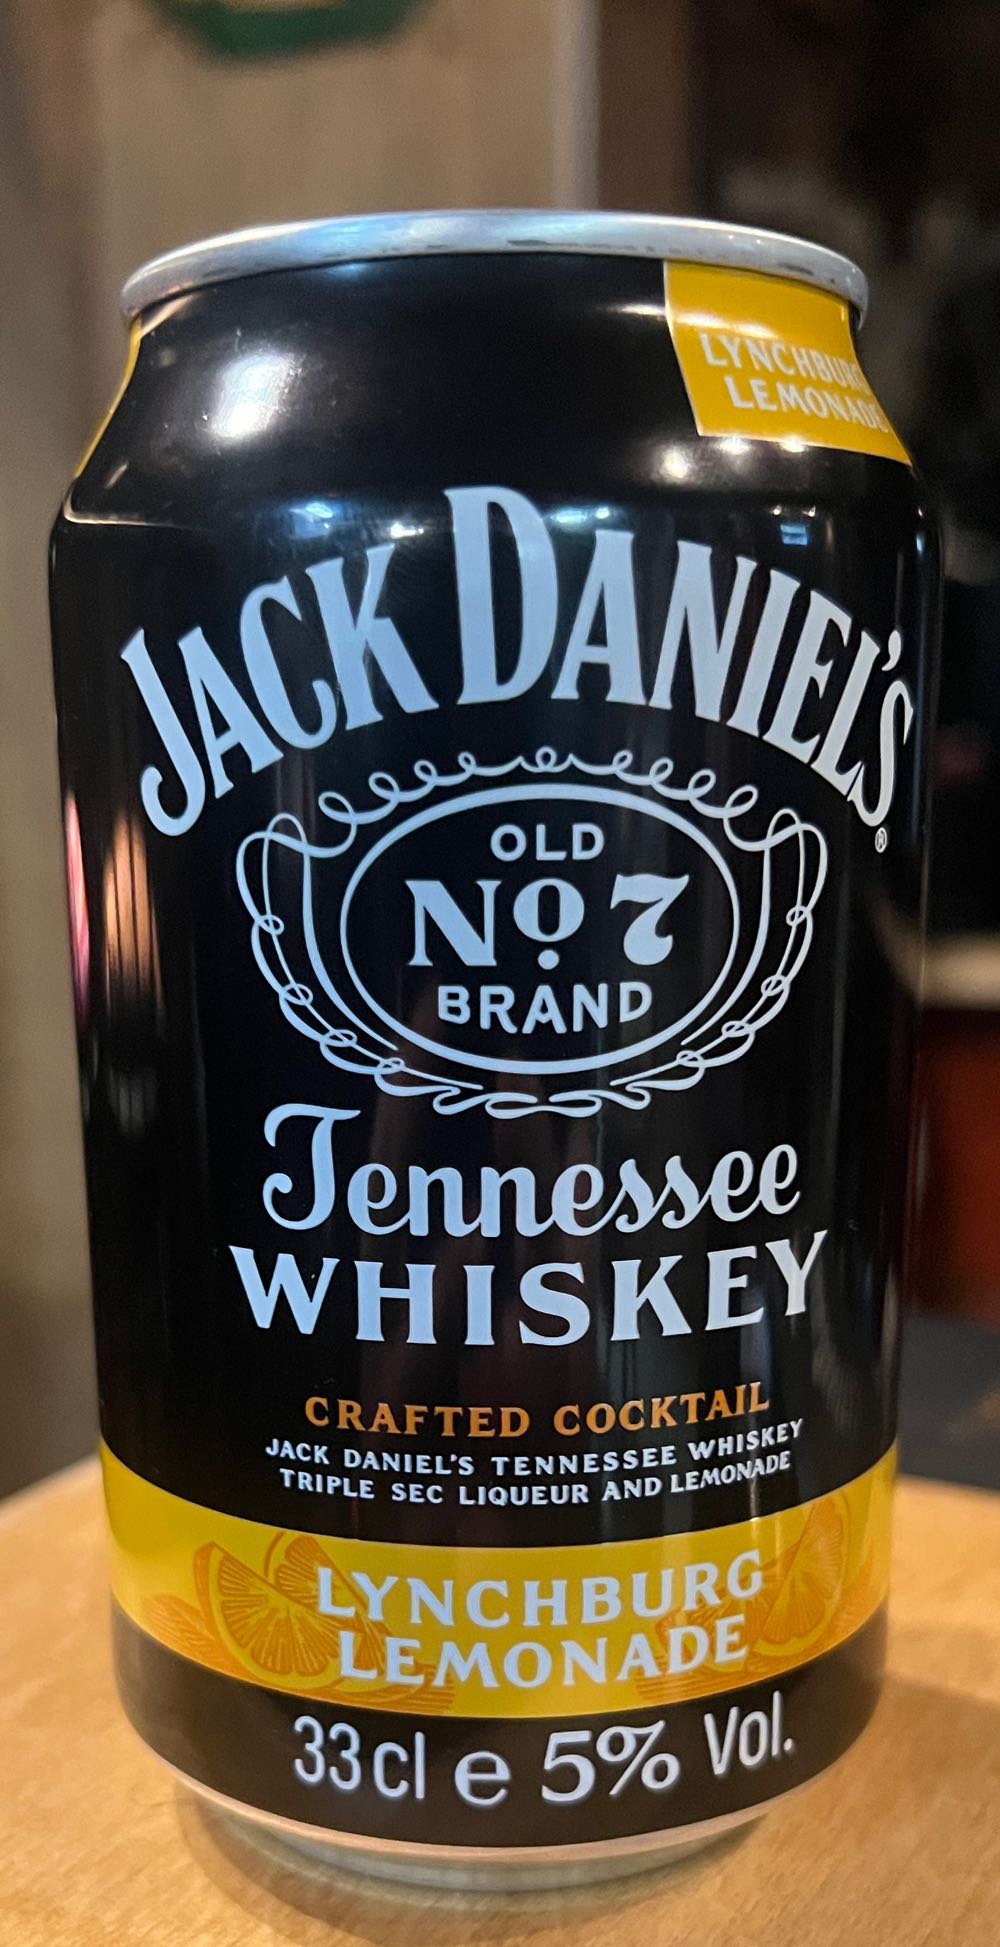 LYNCHBURG
LEMONADE
JACK DANIEL'S®
OLD
No. 7
BRAND
Tennessee
WHISKEY
CRAFTED COCKTAIL
JACK DANIEL'S TENNESSEE WHISKEY
TRIPLE SEC LIQUEUR AND LEMONADE
LYNCHBURG
LEMONADE
33cl e 5% Vol.